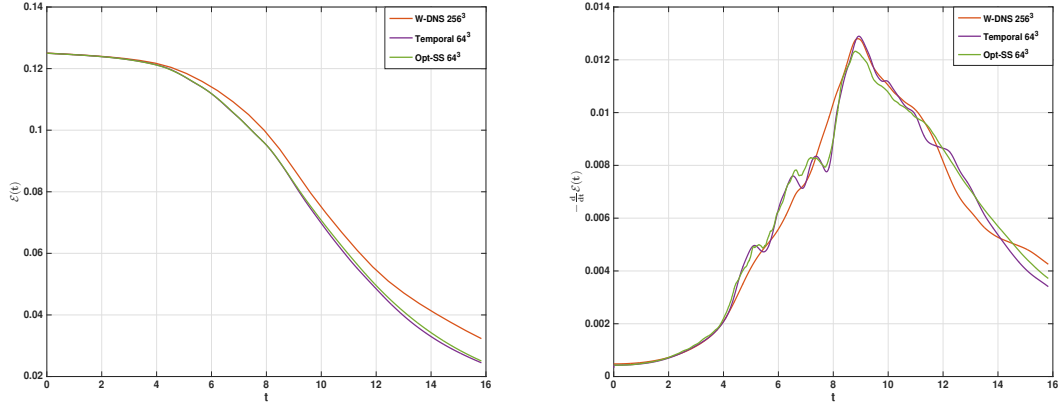 0.14
0.12
0.1
0.08
0.06
0.04
0.02
ℰ(t)
0 2 4 6 8 10 12 14 16
t
W-DNS 256³
Temporal 64³
Opt-SS 64³
0.014
0.012
0.01
0.008
0.006
0.004
0.002
0
− d/dt ℰ(t)
0 2 4 6 8 10 12 14 16
t
W-DNS 256³
Temporal 64³
Opt-SS 64³